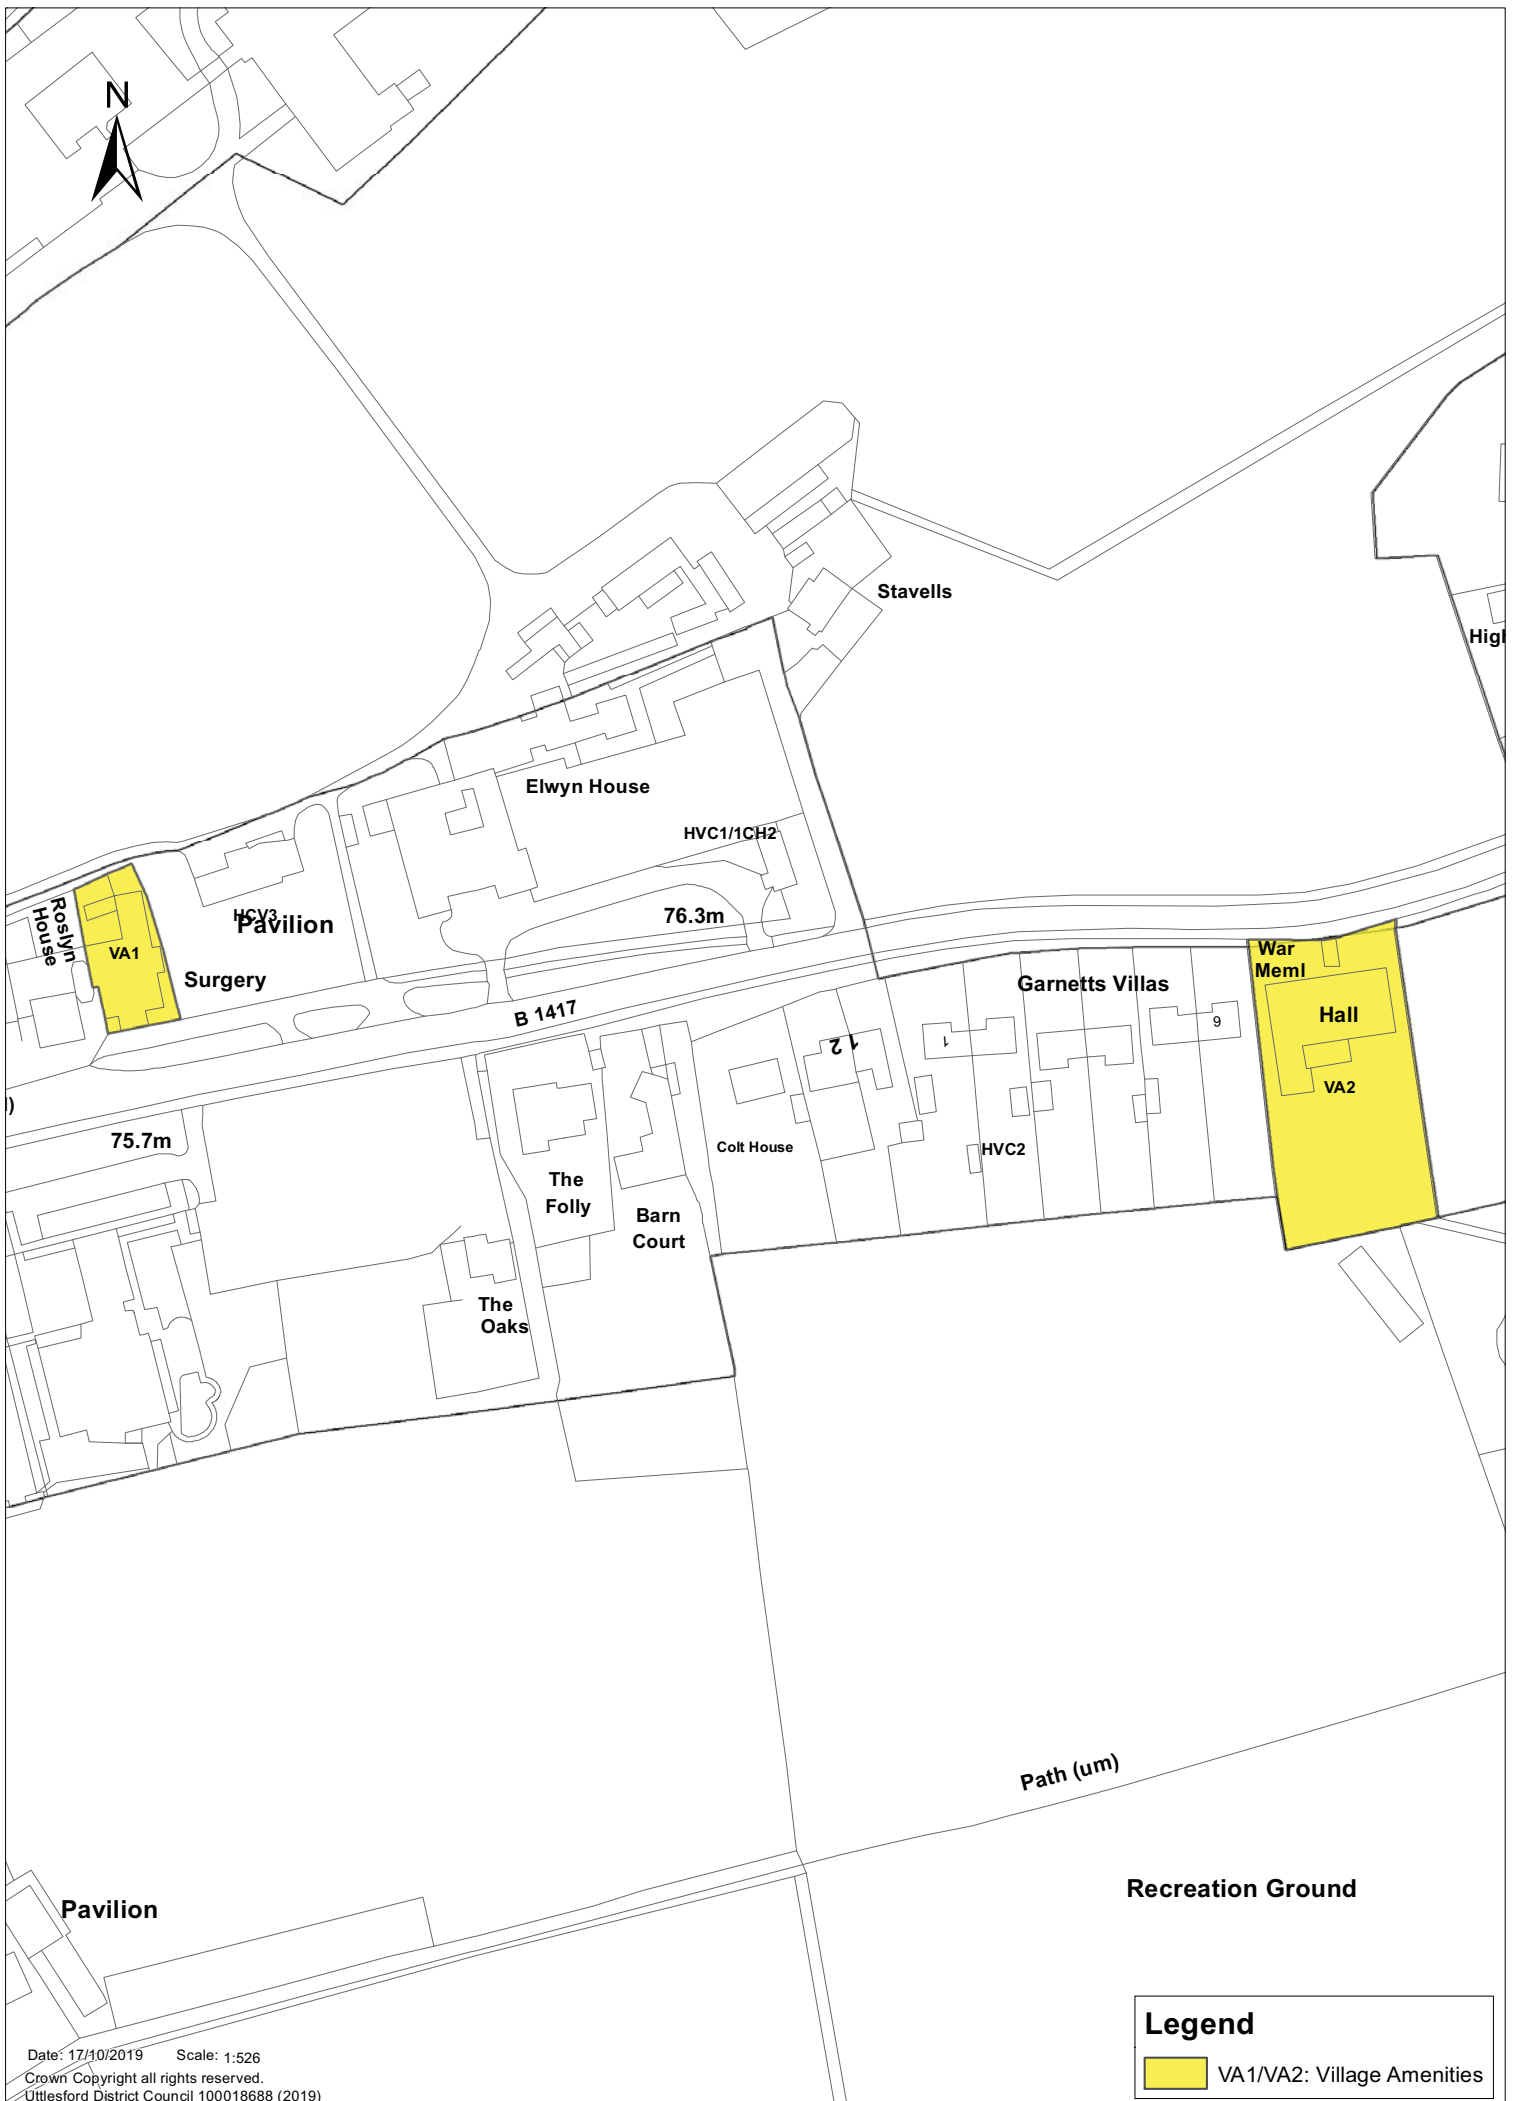 N
Stavells
High
Elwyn House
HVC1/1CH2
Roslyn
House
HCV3
Pavilion
76.3m
VA1
Surgery
War
Meml
Garnetts Villas
B 1417
Hall
1 2
1
6
VA2
75.7m
Colt House
HVC2
The
Folly
Barn
Court
The
Oaks
Path (um)
Recreation Ground
Pavilion
Legend
VA1/VA2: Village Amenities
Date: 17/10/2019 Scale: 1:526
Crown Copyright all rights reserved.
Uttlesford District Council 100018688 (2019)